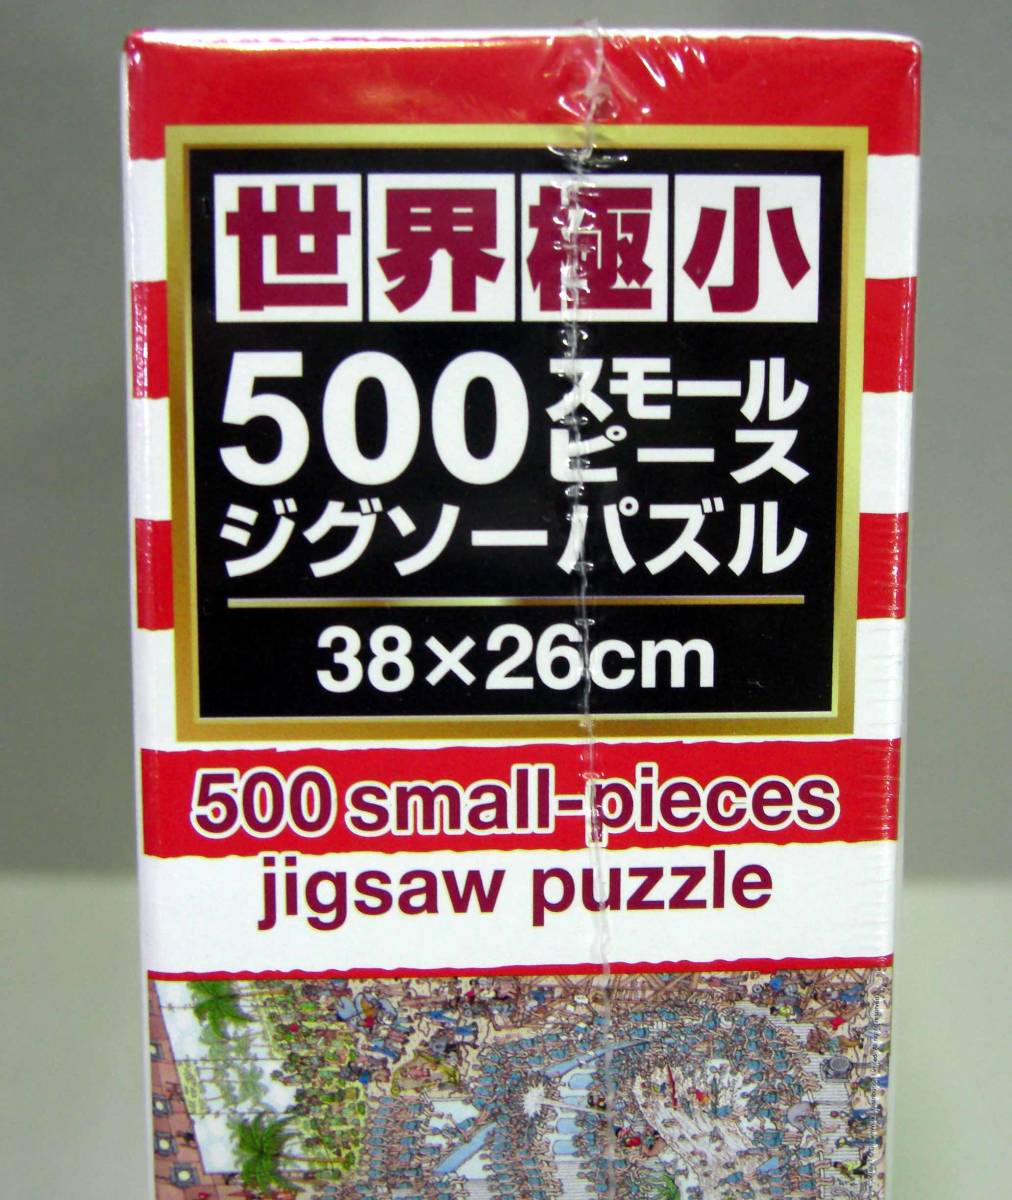 世界極小
500スモール
ピース
ジグソーパズル
38×26cm
500 small-pieces
jigsaw puzzle